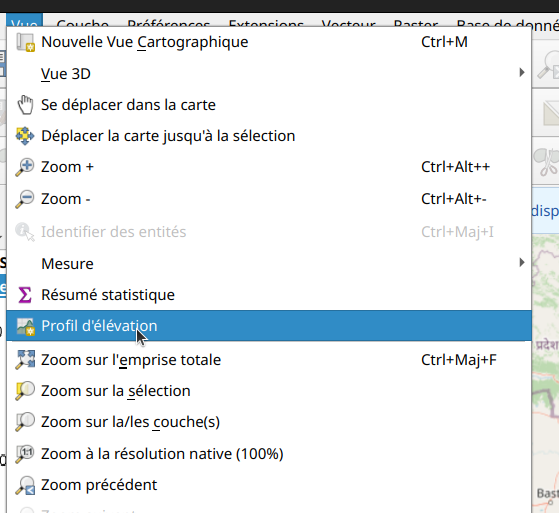 Vue Couche Préférences Extensions Vecteur Raster Base de donné
Nouvelle Vue Cartographique Ctrl+M
Vue 3D
Se déplacer dans la carte
Déplacer la carte jusqu'à la sélection
Zoom + Ctrl+Alt++
Zoom - Ctrl+Alt+-
Identifier des entités Ctrl+Maj+I
Mesure
Résumé statistique
Profil d'élévation
Zoom sur l'emprise totale Ctrl+Maj+F
Zoom sur la sélection
Zoom sur la/les couche(s)
Zoom à la résolution native (100%)
Zoom précédent
disp
प्रदेश
Bast